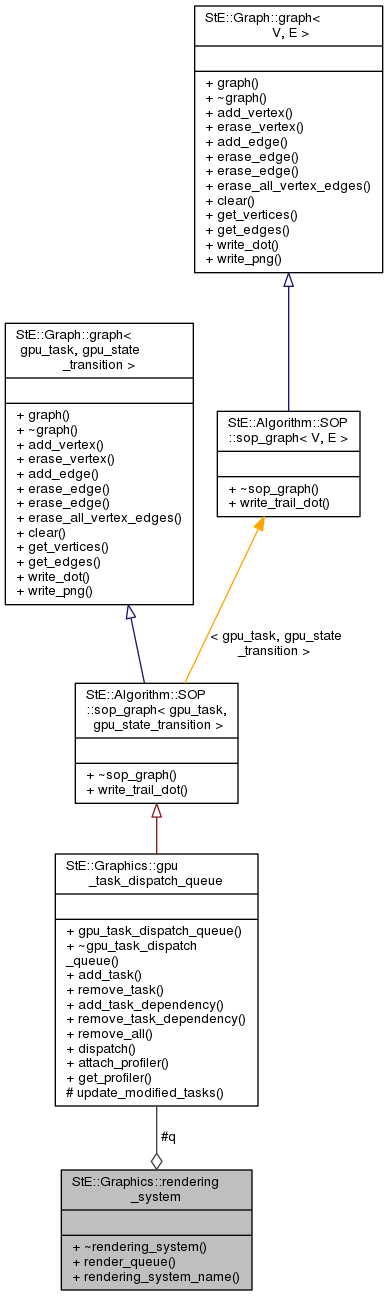 StE::Graph::graph<
V, E >
+ graph()
+ ~graph()
+ add_vertex()
+ erase_vertex()
+ add_edge()
+ erase_edge()
+ erase_edge()
+ erase_all_vertex_edges()
+ clear()
+ get_vertices()
+ get_edges()
+ write_dot()
+ write_png()
StE::Graph::graph<
gpu_task, gpu_state
_transition >
+ graph()
+ ~graph()
+ add_vertex()
+ erase_vertex()
+ add_edge()
+ erase_edge()
+ erase_edge()
+ erase_all_vertex_edges()
+ clear()
+ get_vertices()
+ get_edges()
+ write_dot()
+ write_png()
StE::Algorithm::SOP
::sop_graph< V, E >
+ ~sop_graph()
+ write_trail_dot()
< gpu_task, gpu_state
_transition >
StE::Algorithm::SOP
::sop_graph< gpu_task,
gpu_state_transition >
+ ~sop_graph()
+ write_trail_dot()
StE::Graphics::gpu
_task_dispatch_queue
+ gpu_task_dispatch_queue()
+ ~gpu_task_dispatch
_queue()
+ add_task()
+ remove_task()
+ add_task_dependency()
+ remove_task_dependency()
+ remove_all()
+ dispatch()
+ attach_profiler()
+ get_profiler()
# update_modified_tasks()
#q
StE::Graphics::rendering
_system
+ ~rendering_system()
+ render_queue()
+ rendering_system_name()